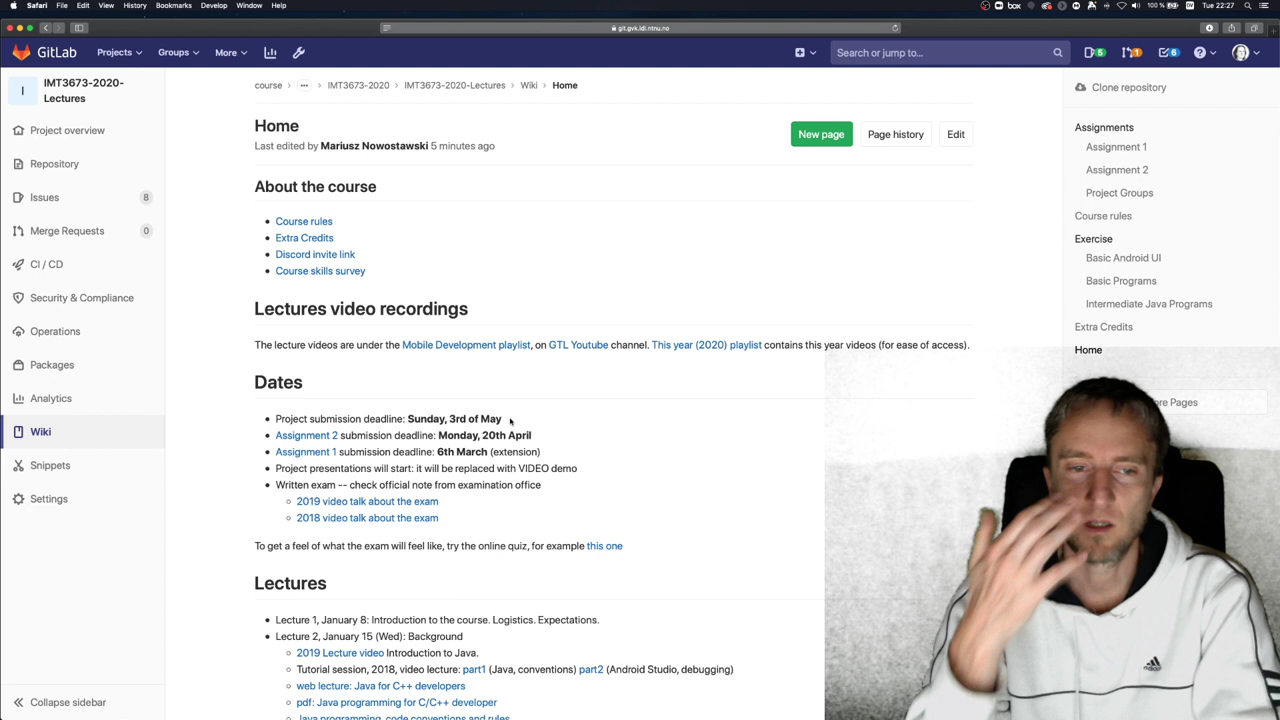 Safari File Edit View History Bookmarks Develop Window Help
box 100 % Tue 22:27
git.gvk.idi.ntnu.no
GitLab Projects Groups More Search or jump to... 5 1 6
I IMT3673-2020-
Lectures
Project overview
Repository
Issues 8
Merge Requests 0
CI / CD
Security & Compliance
Operations
Packages
Analytics
Wiki
Snippets
Settings
Collapse sidebar
course > ... > IMT3673-2020 > IMT3673-2020-Lectures > Wiki > Home
Home
Last edited by Mariusz Nowostawski 5 minutes ago
New page Page history Edit
About the course
• Course rules
• Extra Credits
• Discord invite link
• Course skills survey
Lectures video recordings
The lecture videos are under the Mobile Development playlist, on GTL Youtube channel. This year (2020) playlist contains this year videos (for ease of access).
Dates
• Project submission deadline: Sunday, 3rd of May
• Assignment 2 submission deadline: Monday, 20th April
• Assignment 1 submission deadline: 6th March (extension)
• Project presentations will start: it will be replaced with VIDEO demo
• Written exam -- check official note from examination office
◦ 2019 video talk about the exam
◦ 2018 video talk about the exam
To get a feel of what the exam will feel like, try the online quiz, for example this one
Lectures
• Lecture 1, January 8: Introduction to the course. Logistics. Expectations.
• Lecture 2, January 15 (Wed): Background
◦ 2019 Lecture video Introduction to Java.
◦ Tutorial session, 2018, video lecture: part1 (Java, conventions) part2 (Android Studio, debugging)
◦ web lecture: Java for C++ developers
◦ pdf: Java programming for C/C++ developer
◦ Java programming, code conventions and rules
Clone repository
Assignments
Assignment 1
Assignment 2
Project Groups
Course rules
Exercise
Basic Android UI
Basic Programs
Intermediate Java Programs
Extra Credits
Home
Pages